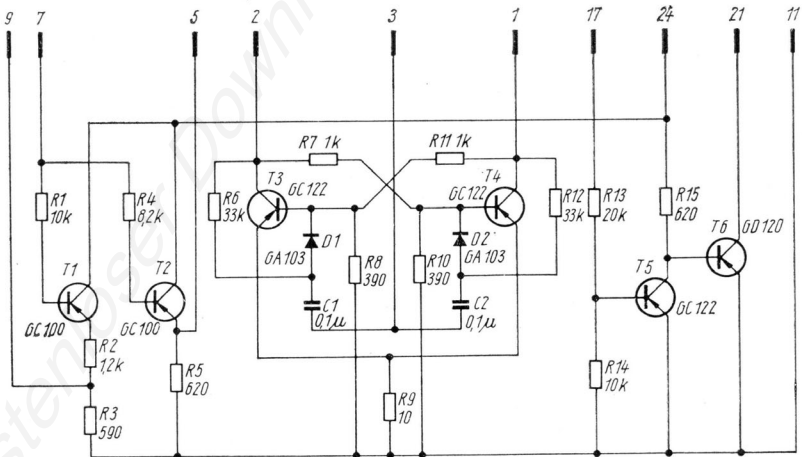 9 7 5 2 3 1 17 24 21 11
R7 1k
R11 1k
T3
GC122
T4
GC122
R1
10k
R4
8,2k
R6
33k
R12
33k
R13
20k
R15
620
T6
GD120
D1
GA103
D2
GA103
R8
390
R10
390
T1
GC100
T2
GC100
T5
GC122
C1
0,1µ
C2
0,1µ
R2
1,2k
R5
620
R14
10k
R3
590
R9
10
stenloser Downl